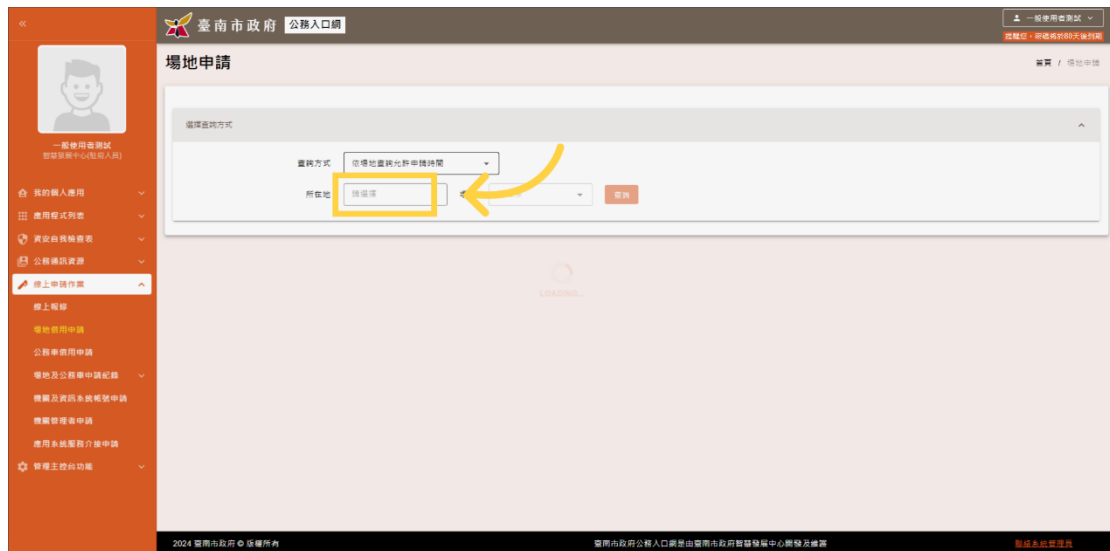 «
臺南市政府 公務人口網
一般使用者測試
提醒您，密碼將於80天後到期
場地申請
首頁 / 場地申請
選擇查詢方式
一般使用者測試
智慧發展中心(駐府人員)
查詢方式 依場地查詢允許申請時間
所在地 請選擇
查詢
我的個人應用
應用程式列表
資安自我檢查表
公務通訊資源
線上申請作業
線上報修
場地借用申請
公務車借用申請
場地及公務車申請紀錄
機關及資訊系統帳號申請
機關管理者申請
應用系統服務介接申請
管理主控台功能
LOADING...
2024 臺南市政府 © 版權所有
臺南市政府公務入口網是由臺南市政府智慧發展中心開發及維護
聯絡系統管理員